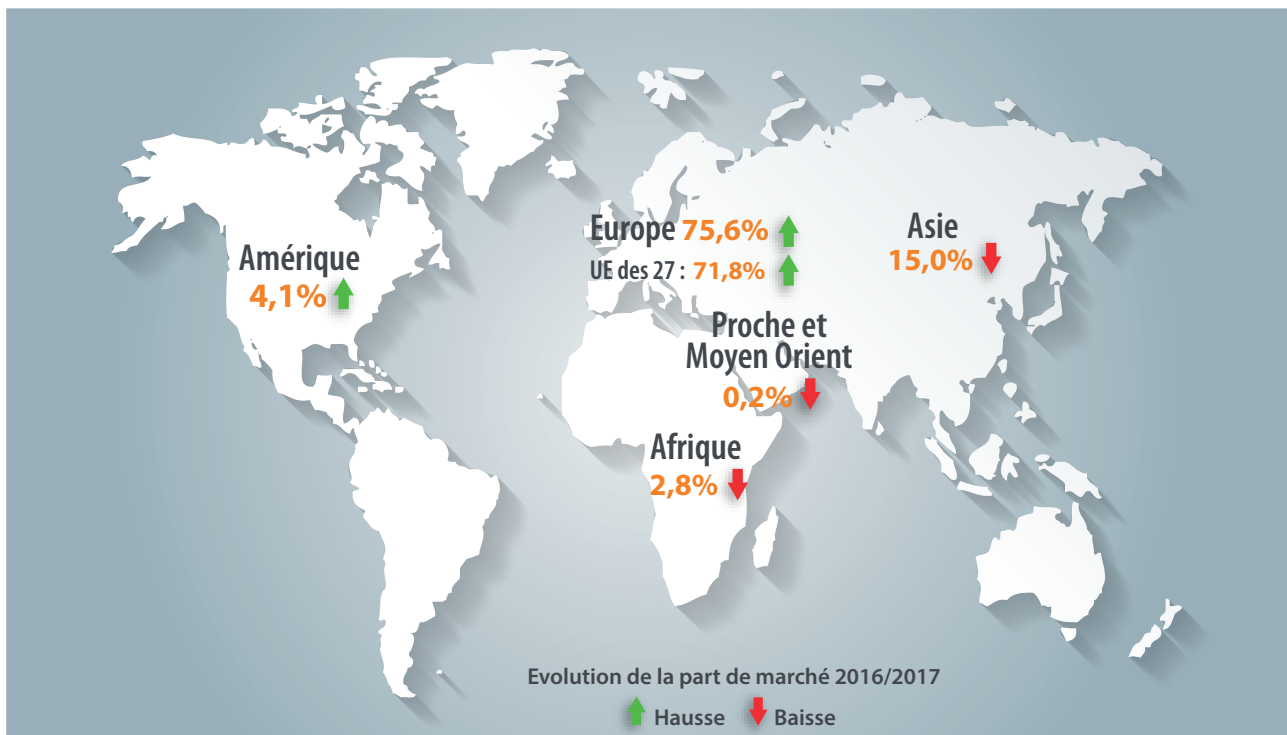 Amérique
4,1%
Europe 75,6%
UE des 27 : 71,8%
Asie
15,0%
Proche et
Moyen Orient
0,2%
Afrique
2,8%
Evolution de la part de marché 2016/2017
Hausse Baisse